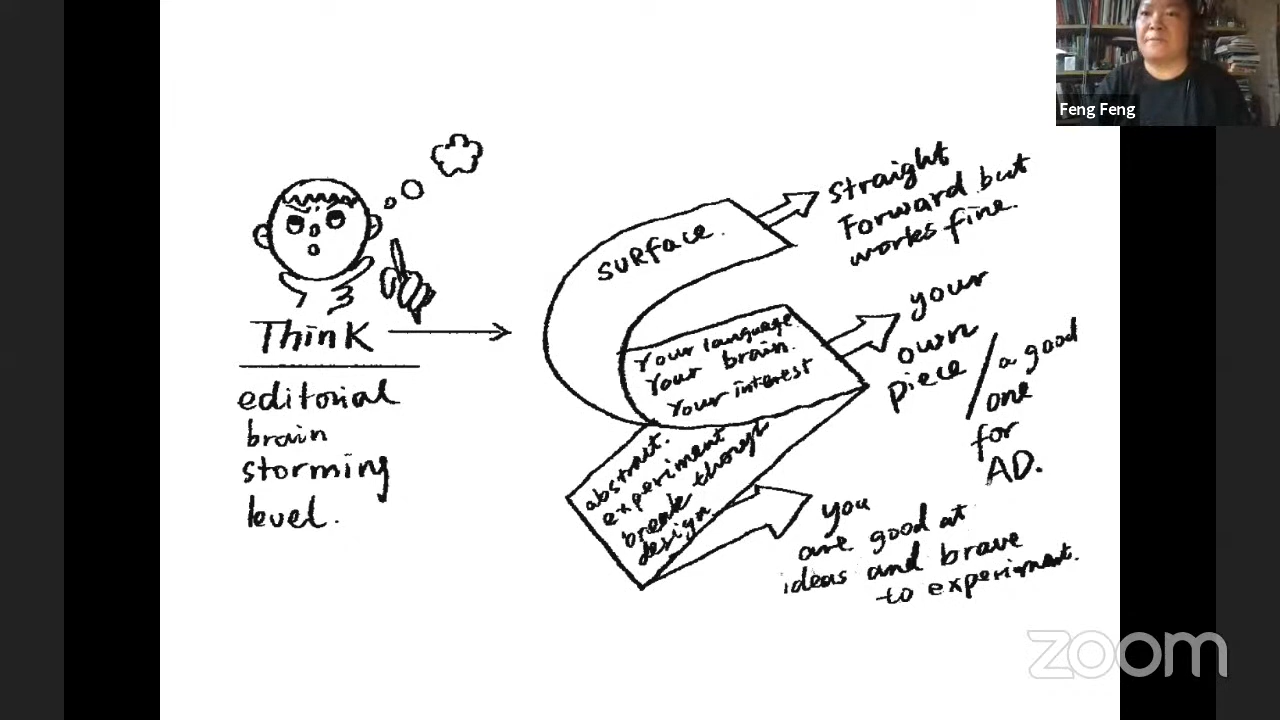 Feng Feng
Think
editorial
brain
storming
level.
surface.
straight
forward but
works fine.
Your language.
Your brain.
Your interest
your
own
piece /
a good
one
for
AD.
abstract.
experiment
break though
design
you
are good at
ideas and brave
to experiment.
zoom